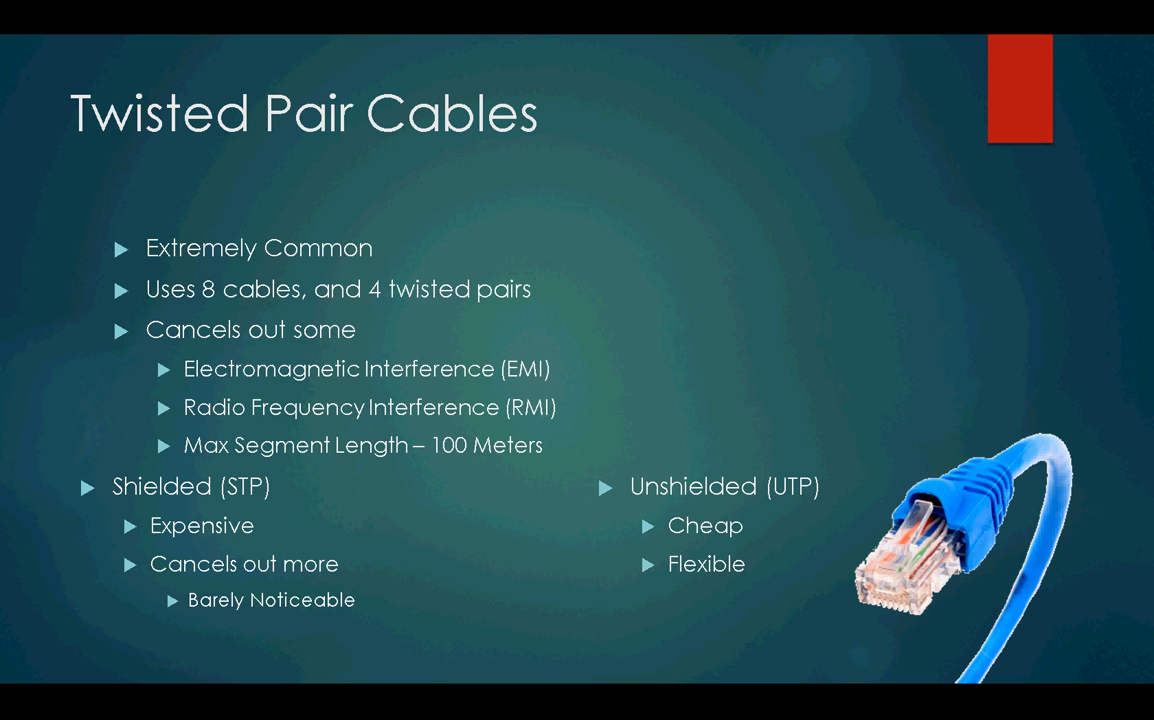 Twisted Pair Cables
Extremely Common
Uses 8 cables, and 4 twisted pairs
Cancels out some
Electromagnetic Interference (EMI)
Radio Frequency Interference (RMI)
Max Segment Length – 100 Meters
Shielded (STP)
Expensive
Cancels out more
Barely Noticeable
Unshielded (UTP)
Cheap
Flexible